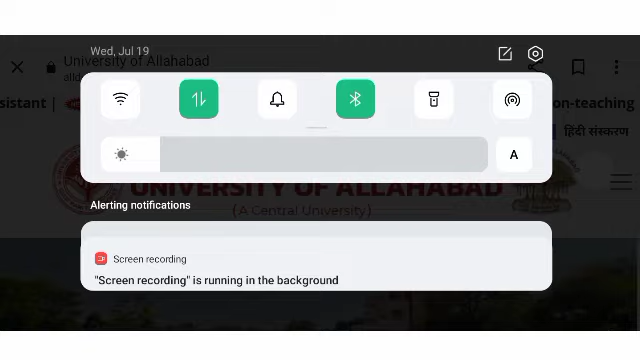 Wed, Jul 19
University of Allahabad
alld
sistant |
on-teaching
A
हिंदी संस्करण
UNIVERSITY OF ALLAHABAD
(A Central University)
Alerting notifications
Screen recording
"Screen recording" is running in the background